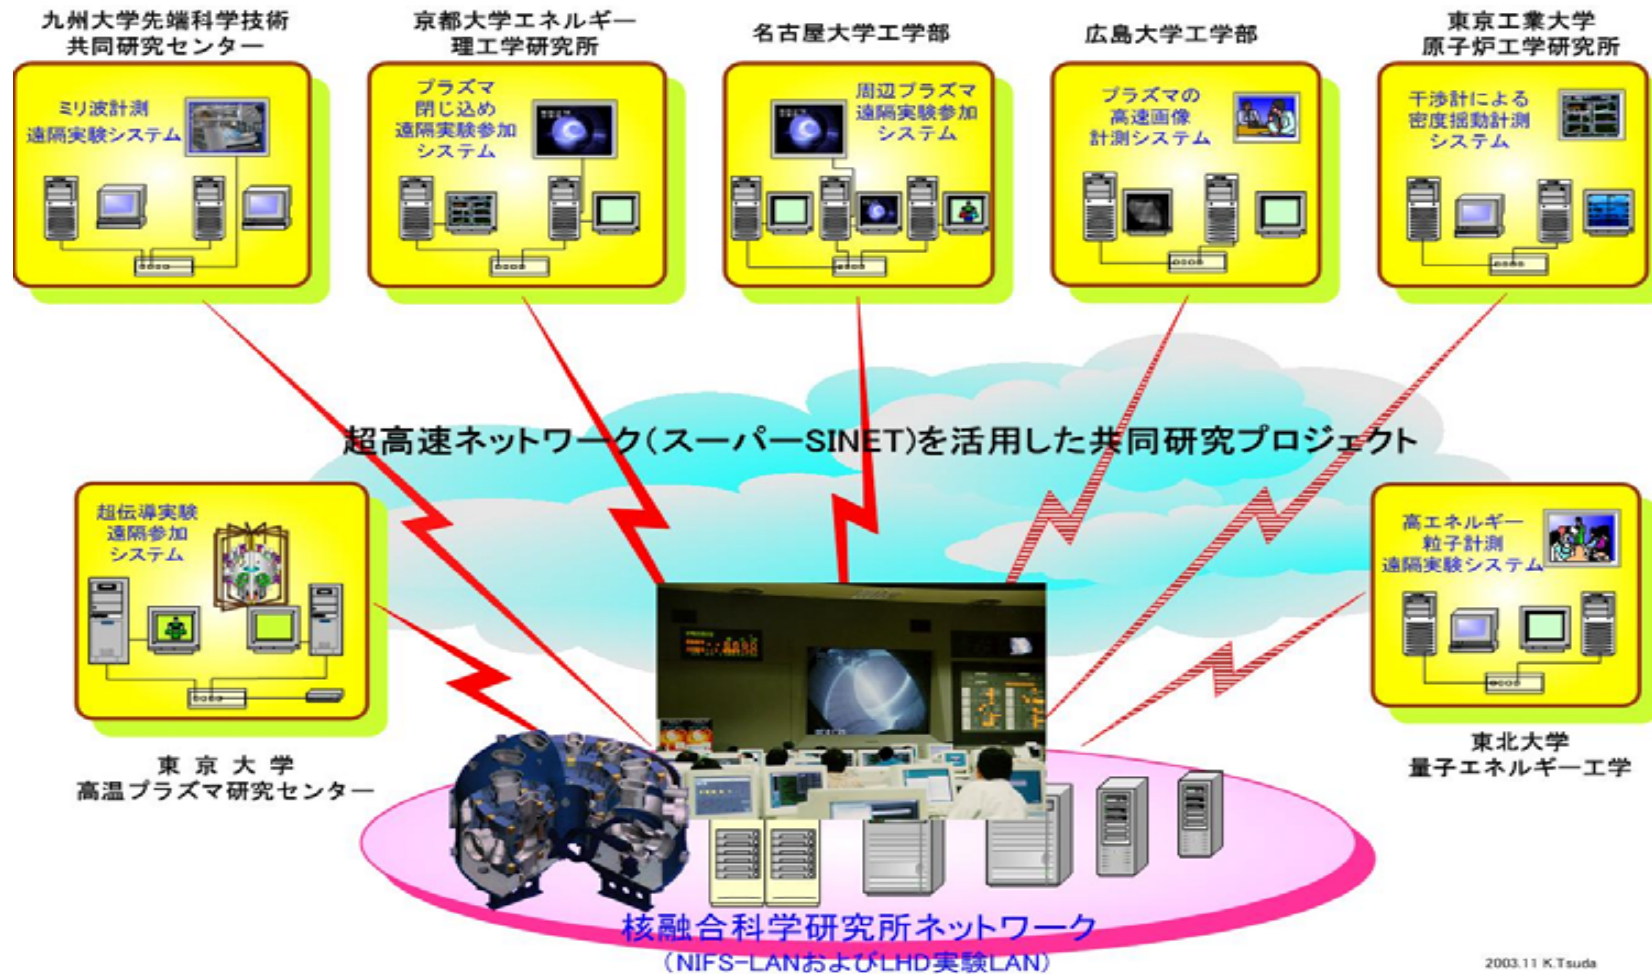 九州大学先端科学技術
共同研究センター
京都大学エネルギー
理工学研究所
名古屋大学工学部
広島大学工学部
東京工業大学
原子炉工学研究所
ミリ波計測
遠隔実験システム
プラズマ
閉じ込め
遠隔実験参加
システム
周辺プラズマ
遠隔実験参加
システム
プラズマの
高速画像
計測システム
干渉計による
密度揺動計測
システム
超高速ネットワーク(スーパーSINET)を活用した共同研究プロジェクト
超伝導実験
遠隔参加
システム
高エネルギー
粒子計測
遠隔実験システム
東京大学
高温プラズマ研究センター
東北大学
量子エネルギー工学
核融合科学研究所ネットワーク
(NIFS-LANおよびLHD実験LAN)
2003.11 K.Tsuda